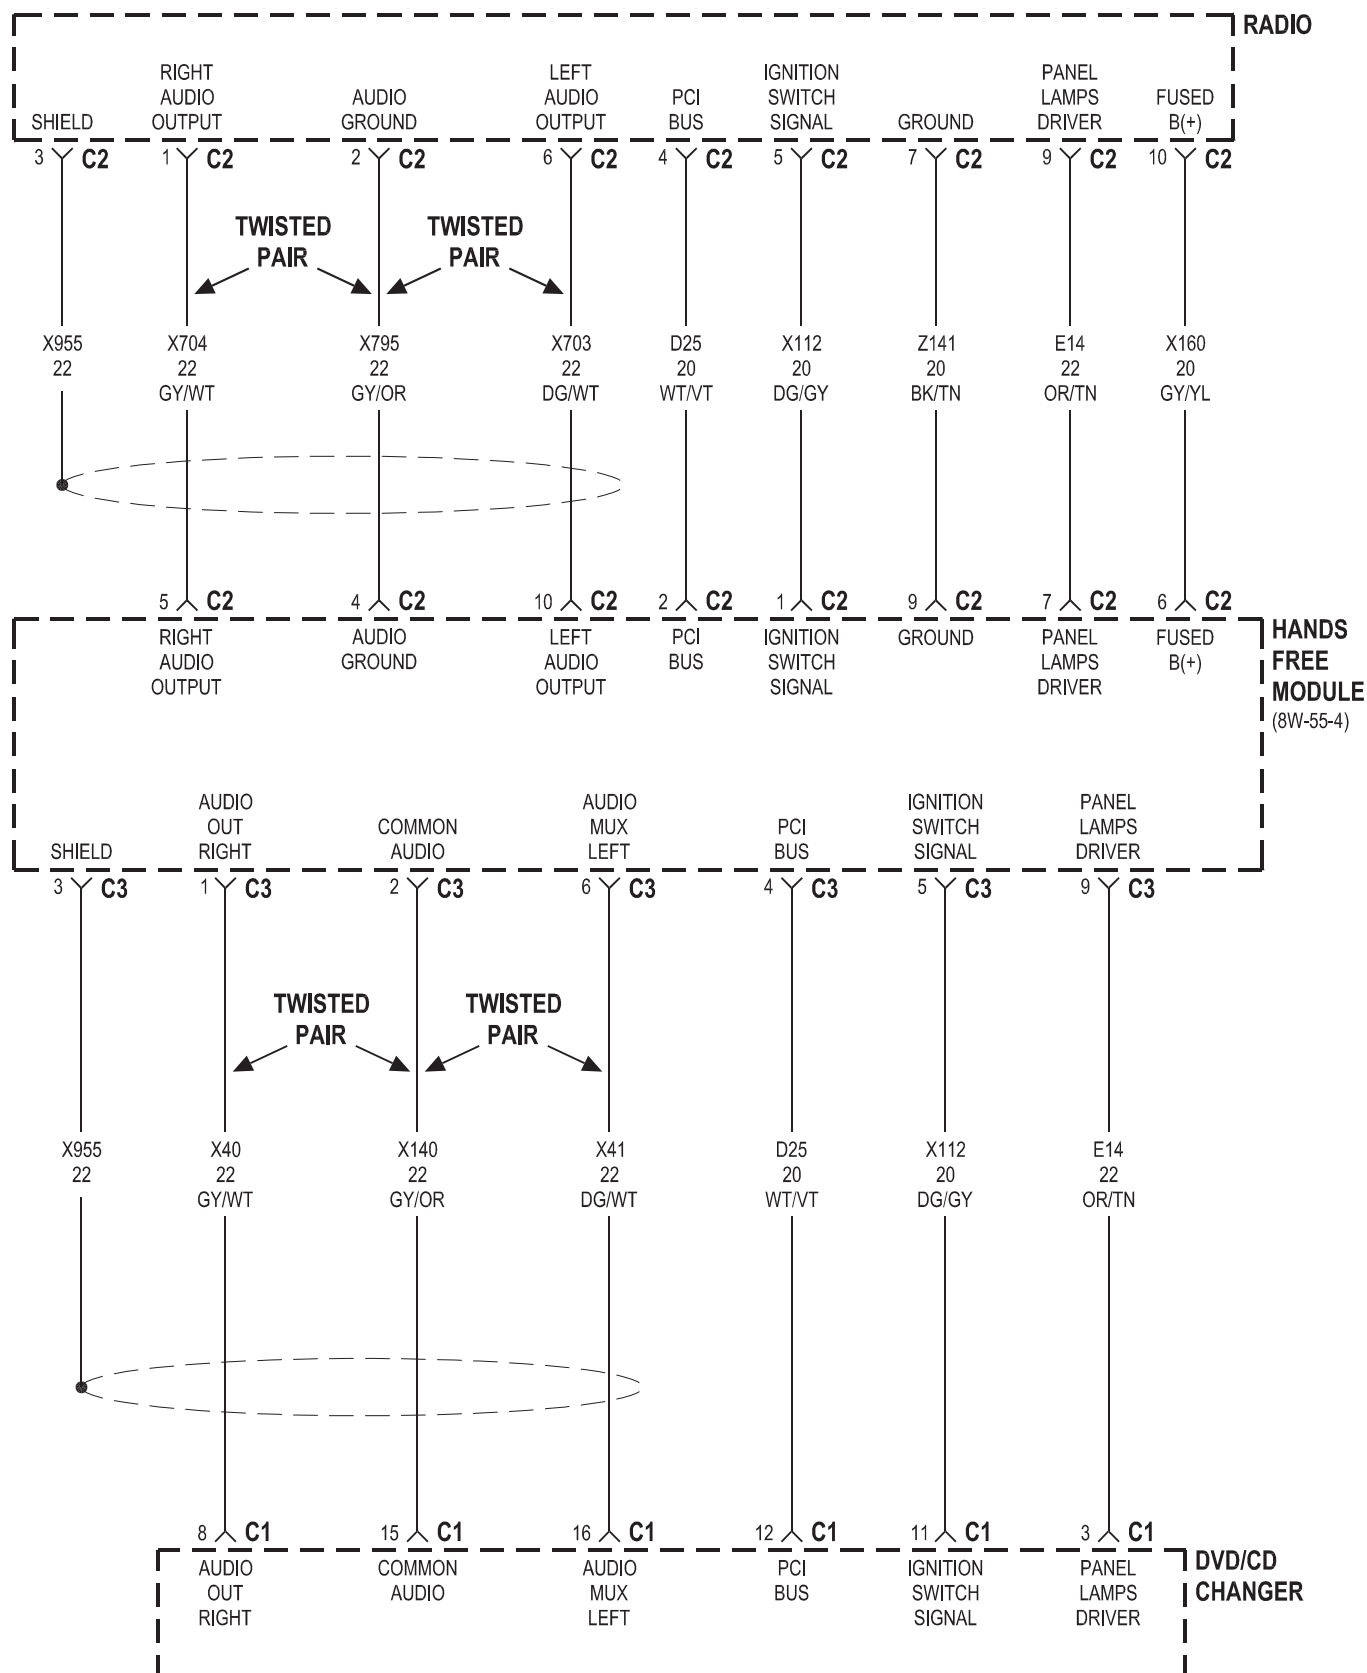 RADIO
RIGHT LEFT IGNITION PANEL
AUDIO AUDIO AUDIO PCI SWITCH LAMPS FUSED
SHIELD OUTPUT GROUND OUTPUT BUS SIGNAL GROUND DRIVER B(+)
3 C2 1 C2 2 C2 6 C2 4 C2 5 C2 7 C2 9 C2 10 C2
TWISTED TWISTED
PAIR PAIR
X955 X704 X795 X703 D25 X112 Z141 E14 X160
22 22 22 22 20 20 20 22 20
GY/WT GY/OR DG/WT WT/VT DG/GY BK/TN OR/TN GY/YL
5 C2 4 C2 10 C2 2 C2 1 C2 9 C2 7 C2 6 C2
RIGHT AUDIO LEFT PCI IGNITION GROUND PANEL FUSED HANDS
AUDIO GROUND AUDIO BUS SWITCH LAMPS B(+) FREE
OUTPUT OUTPUT SIGNAL DRIVER MODULE
(8W-55-4)
AUDIO AUDIO IGNITION PANEL
OUT COMMON MUX PCI SWITCH LAMPS
SHIELD RIGHT AUDIO LEFT BUS SIGNAL DRIVER
3 C3 1 C3 2 C3 6 C3 4 C3 5 C3 9 C3
TWISTED TWISTED
PAIR PAIR
X955 X40 X140 X41 D25 X112 E14
22 22 22 22 20 20 22
GY/WT GY/OR DG/WT WT/VT DG/GY OR/TN
8 C1 15 C1 16 C1 12 C1 11 C1 3 C1
AUDIO COMMON AUDIO PCI IGNITION PANEL DVD/CD
OUT AUDIO MUX BUS SWITCH LAMPS CHANGER
RIGHT LEFT SIGNAL DRIVER